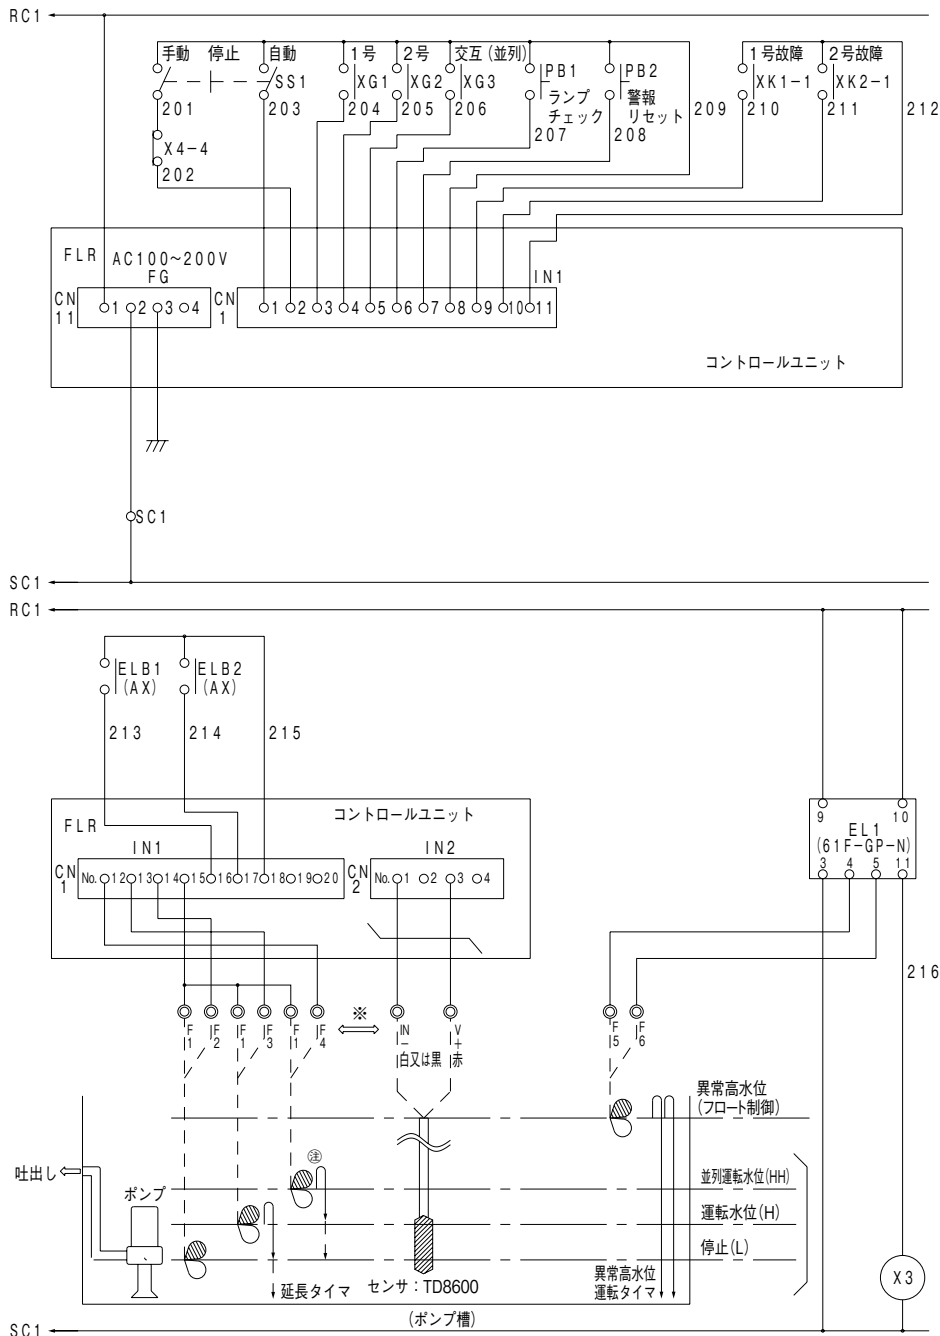 RC1
手動 停止 自動 1号 2号 交互(並列) 1号故障 2号故障
SS1 XG1 XG2 XG3 PB1 PB2 XK1-1 XK2-1
ランプ 警報
チェック リセット
201 203 204 205 206 207 208 209 210 211 212
X4-4
202
FLR AC100~200V
FG IN1
CN
11
1 2 3 4
CN
1
1 2 3 4 5 6 7 8 9 10 11
コントロールユニット
SC1
SC1
RC1
ELB1 ELB2
(AX) (AX)
213 214 215
コントロールユニット
FLR
IN1 IN2
CN
1
No. 12 13 14 15 16 17 18 19 20
CN
2
No. 1 2 3 4
9 10
EL1
(61F-GP-N)
3 4 5 11
216
F1 F2 F1 F3 F1 F4 ※ IN− V+ F5 F6
白又は黒 赤
異常高水位
(フロート制御)
吐出し
ポンプ
注
並列運転水位(HH)
運転水位(H)
停止(L)
延長タイマ センサ:TD8600
異常高水位
運転タイマ
X3
(ポンプ槽)
SC1